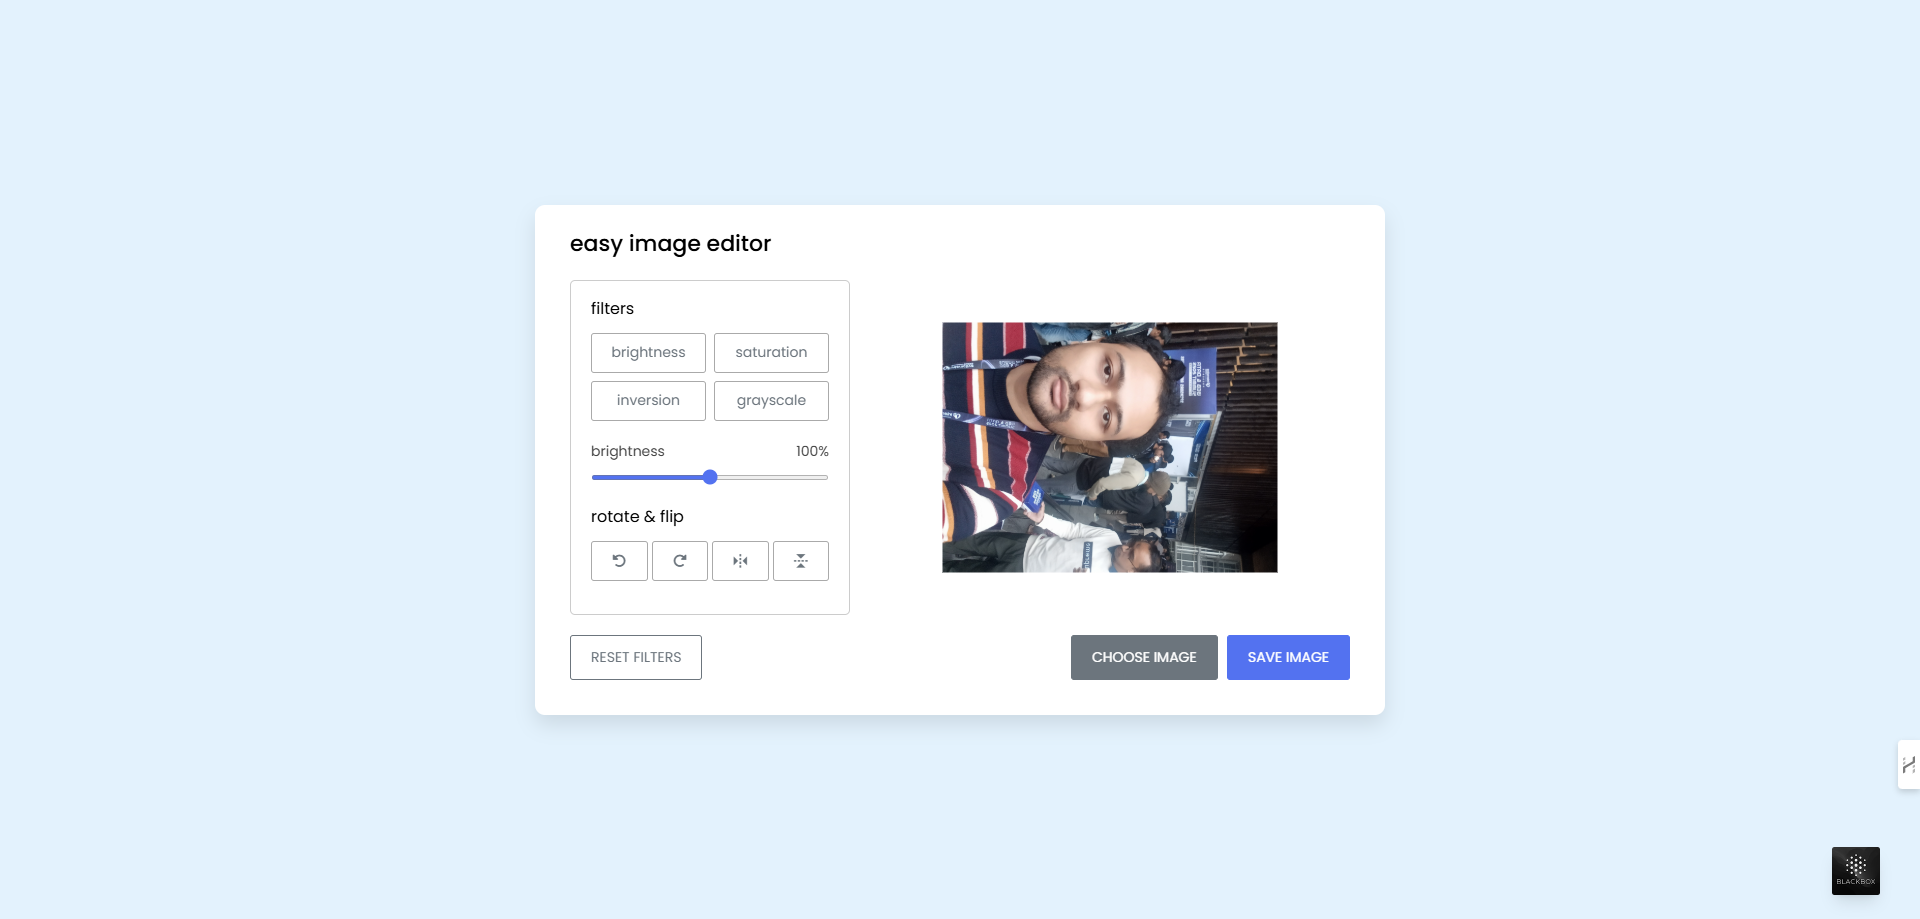 easy image editor
filters
brightness saturation
inversion grayscale
brightness 100%
rotate & flip
RESET FILTERS CHOOSE IMAGE SAVE IMAGE
BLACKBOX